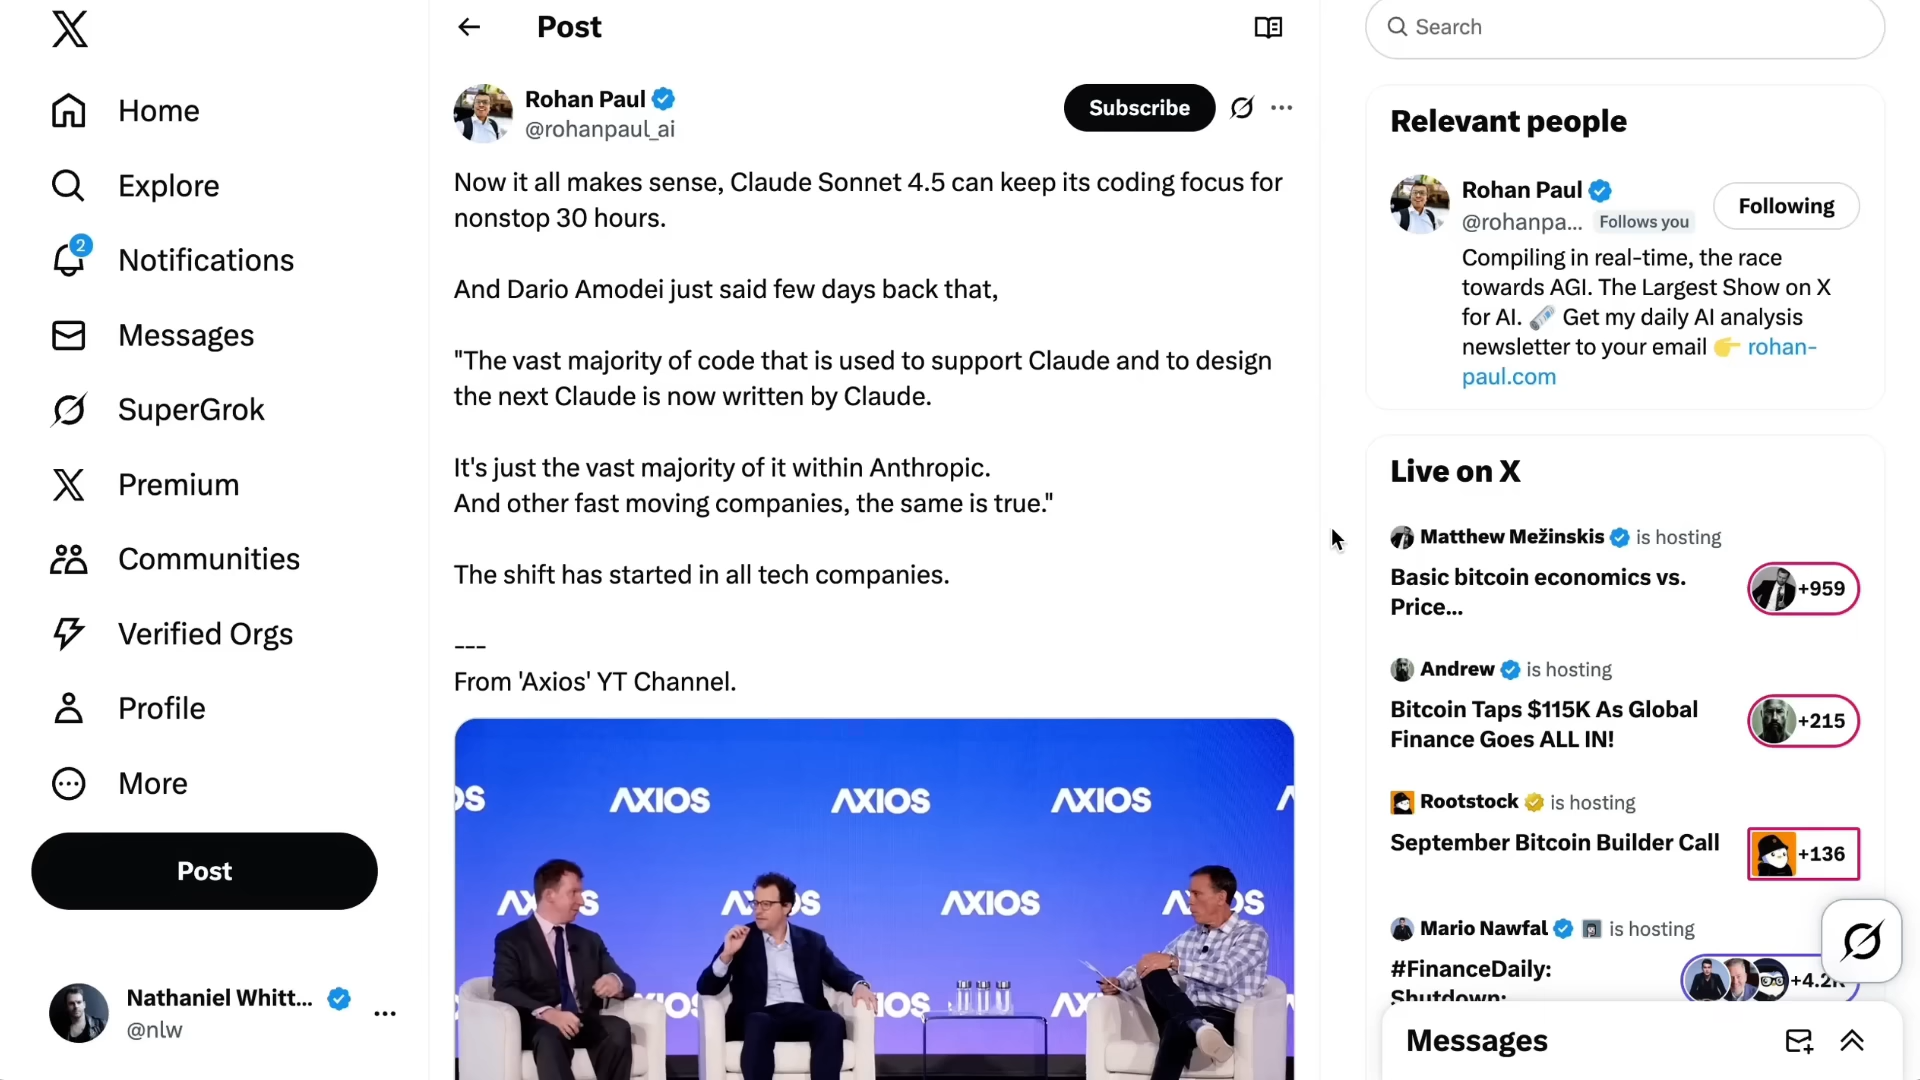 Home
Explore
2
Notifications
Messages
SuperGrok
Premium
Communities
Verified Orgs
Profile
More
Post
Nathaniel Whitt...
@nlw
Post
Rohan Paul
@rohanpaul_ai
Subscribe
Now it all makes sense, Claude Sonnet 4.5 can keep its coding focus for
nonstop 30 hours.
And Dario Amodei just said few days back that,
"The vast majority of code that is used to support Claude and to design
the next Claude is now written by Claude.
It's just the vast majority of it within Anthropic.
And other fast moving companies, the same is true."
The shift has started in all tech companies.
---
From 'Axios' YT Channel.
OS AXIOS AXIOS AXIOS
AXIOS AXIOS AXIOS AXIOS
Search
Relevant people
Rohan Paul
@rohanpa... Follows you
Following
Compiling in real-time, the race
towards AGI. The Largest Show on X
for AI. 🗞️ Get my daily AI analysis
newsletter to your email 👉 rohan-
paul.com
Live on X
Matthew Mežinskis is hosting
Basic bitcoin economics vs.
Price...
+959
Andrew is hosting
Bitcoin Taps $115K As Global
Finance Goes ALL IN!
+215
Rootstock is hosting
September Bitcoin Builder Call
+136
Mario Nawfal is hosting
#FinanceDaily:
Shutdown:
Messages